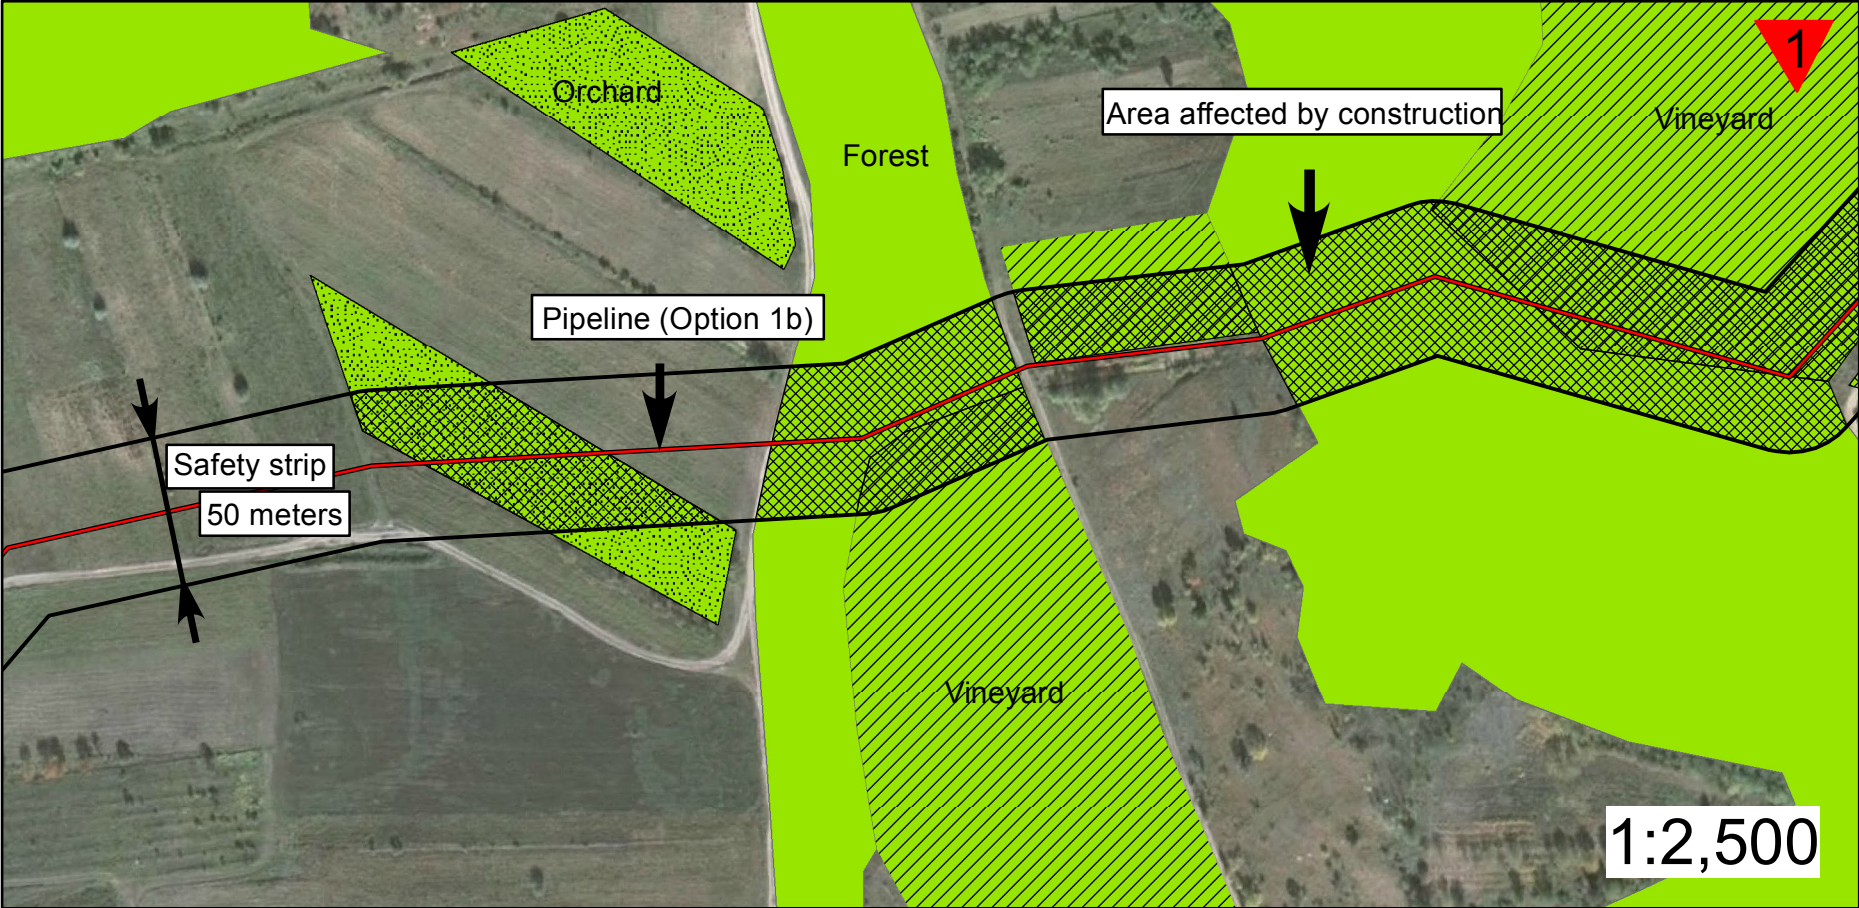 1
Orchard
Area affected by construction
Vineyard
Forest
Pipeline (Option 1b)
Safety strip
50 meters
Vineyard
1:2,500